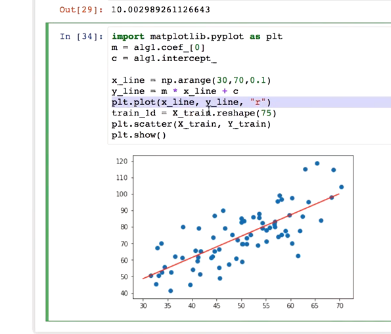 Out[29]: 10.002989261126643
In [34]: import matplotlib.pyplot as plt
m = alg1.coef_[0]
c = alg1.intercept_
x_line = np.arange(30,70,0.1)
y_line = m * x_line + c
plt.plot(x_line, y_line, "r")
train_1d = X_train.reshape(75)
plt.scatter(X_train, Y_train)
plt.show()
120
110
100
90
80
70
60
50
40
30 35 40 45 50 55 60 65 70